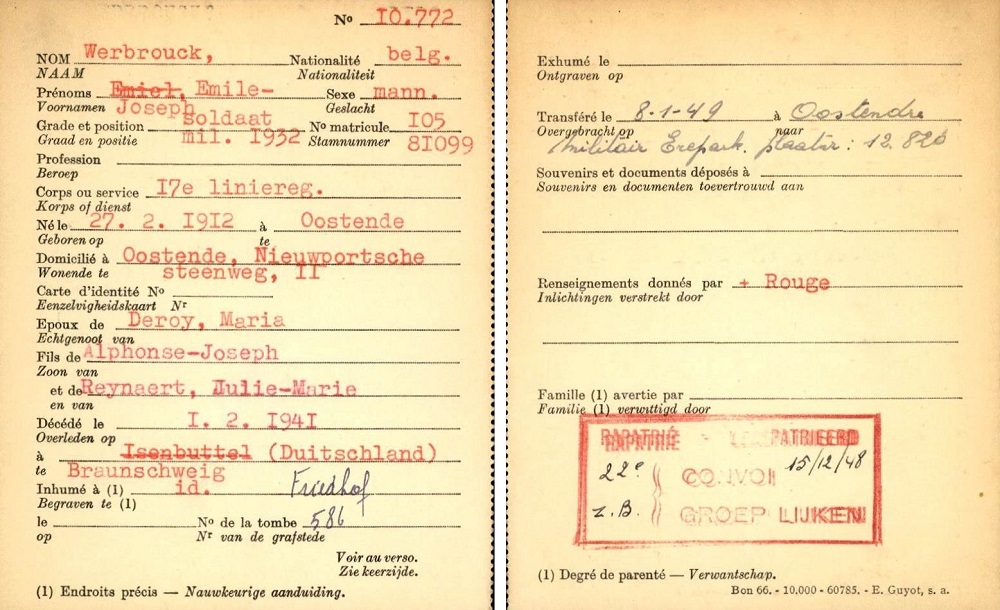 Nº 10.772
NOM Werbrouck, Nationalité belg.
NAAM Nationaliteit
Prénoms Emiel, Emile- Sexe mann.
Voornamen Joseph Geslacht
Grade et position soldaat Nº matricule 105
Graad en positie mil. 1932 Stamnummer 81099
Profession
Beroep
Corps ou service 17e liniereg.
Korps of dienst
Né le 27. 2. 1912 à Oostende
Geboren op te
Domicilié à Oostende, Nieuwportsche
Wonende te steenweg, II
Carte d'identité Nº
Eenzelvigheidskaart Nr
Epoux de Deroy, Maria
Echtgenoot van
Fils de Alphonse-Joseph
Zoon van
et de Reynaert, Julie-Marie
en van
Décédé le I. 2. 1941
Overleden op
à Isenbuttel (Duitschland)
te Braunschweig
Inhumé à (1) id. Friedhof
Begraven te (1)
le Nº de la tombe 586
op Nr van de grafstede
Voir au verso.
Zie keerzijde.
(1) Endroits précis — Nauwkeurige aanduiding.
Exhumé le
Ontgraven op
Transféré le 8-1-49 à Oostende
Overgebracht op naar
militair Erepark. plaatsnr: 12.820
Souvenirs et documents déposés à
Souvenirs en documenten toevertrouwd aan
Renseignements donnés par + Rouge
Inlichtingen verstrekt door
Famille (1) avertie par
Familie (1) verwittigd door
RAPATRIÉ - PATRIEERD
22e CONVOI 15/12/48
Z.B. GROEP LIJKEN
(1) Degré de parenté — Verwantschap.
Bon 66. - 10.000 - 60785. - E. Guyot, s. a.